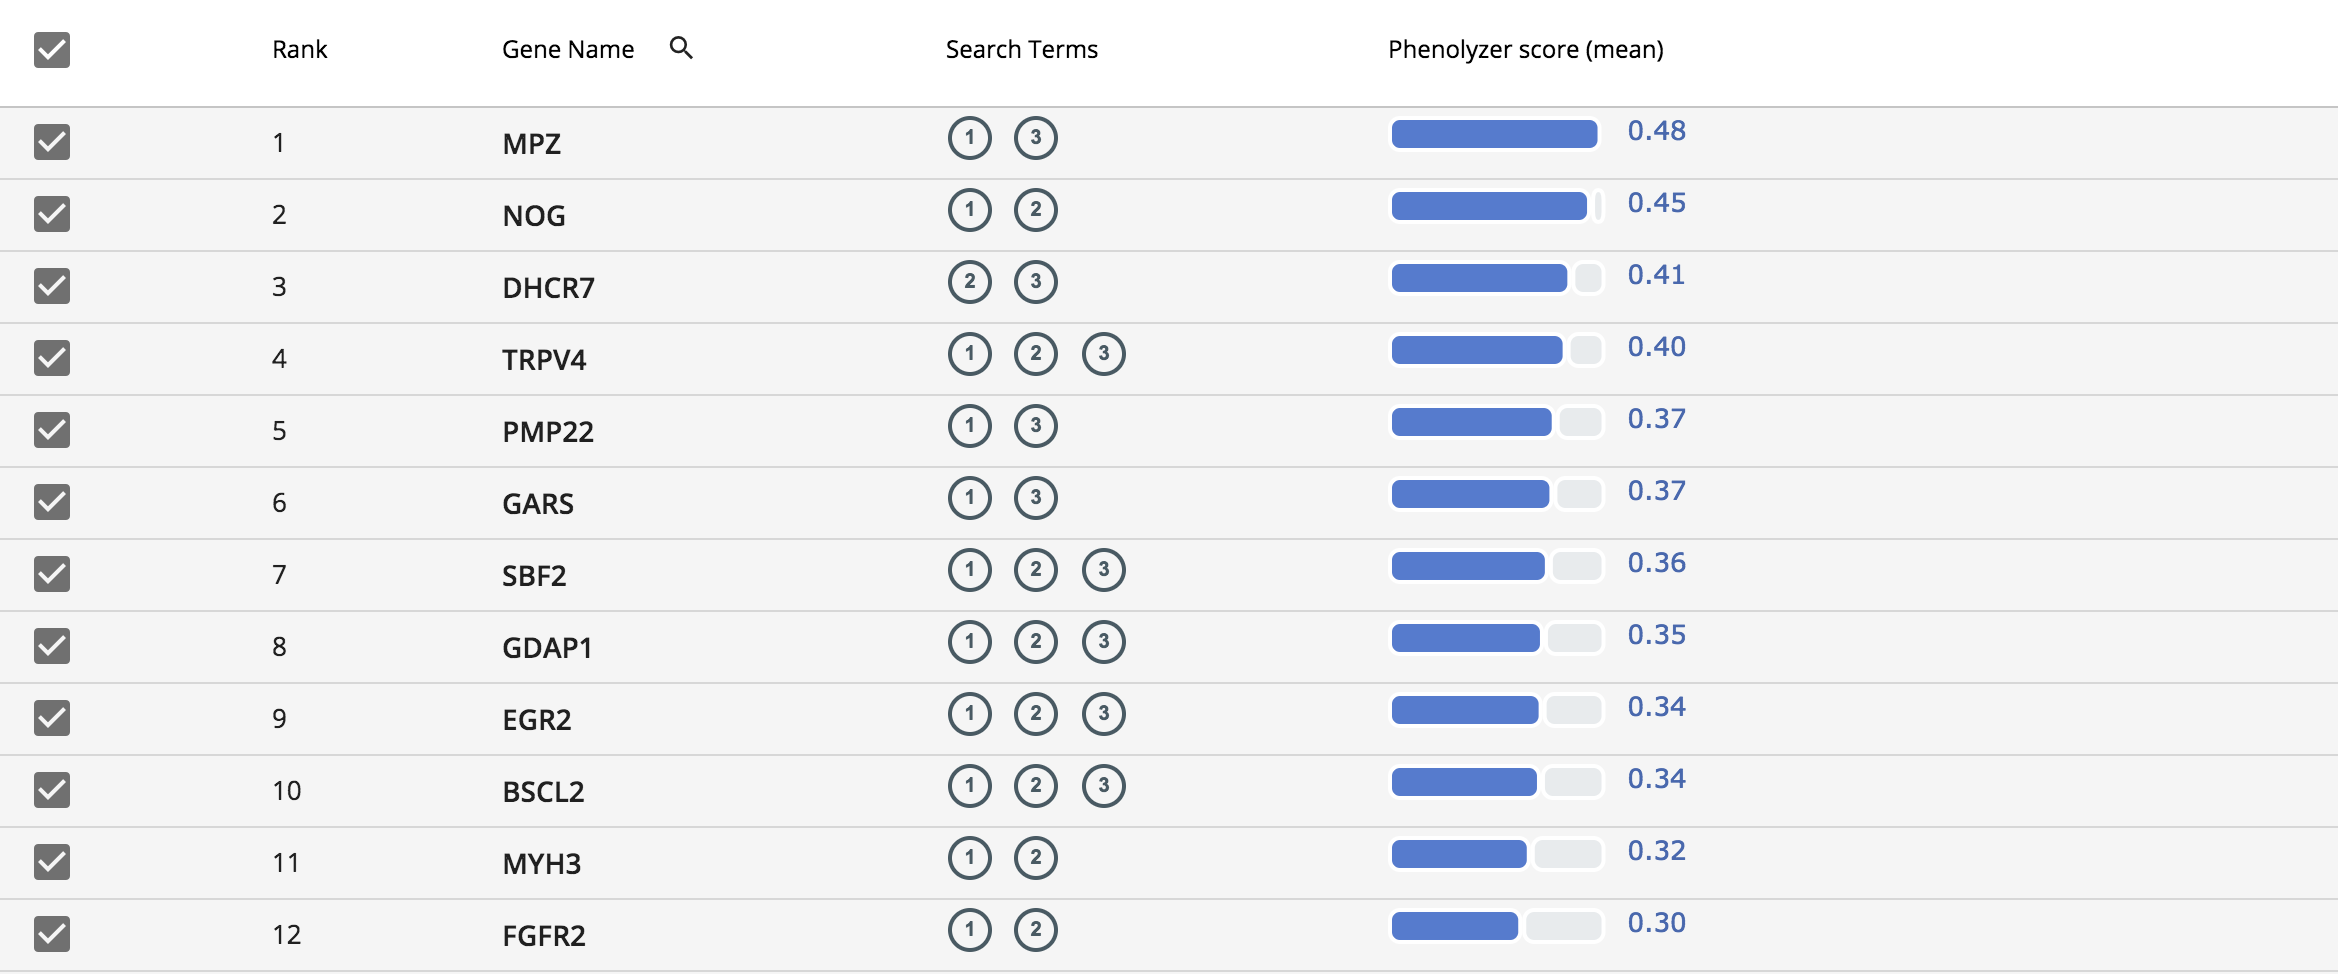 Rank Gene Name Search Terms Phenolyzer score (mean)
1 MPZ 1 3 0.48
2 NOG 1 2 0.45
3 DHCR7 2 3 0.41
4 TRPV4 1 2 3 0.40
5 PMP22 1 3 0.37
6 GARS 1 3 0.37
7 SBF2 1 2 3 0.36
8 GDAP1 1 2 3 0.35
9 EGR2 1 2 3 0.34
10 BSCL2 1 2 3 0.34
11 MYH3 1 2 0.32
12 FGFR2 1 2 0.30